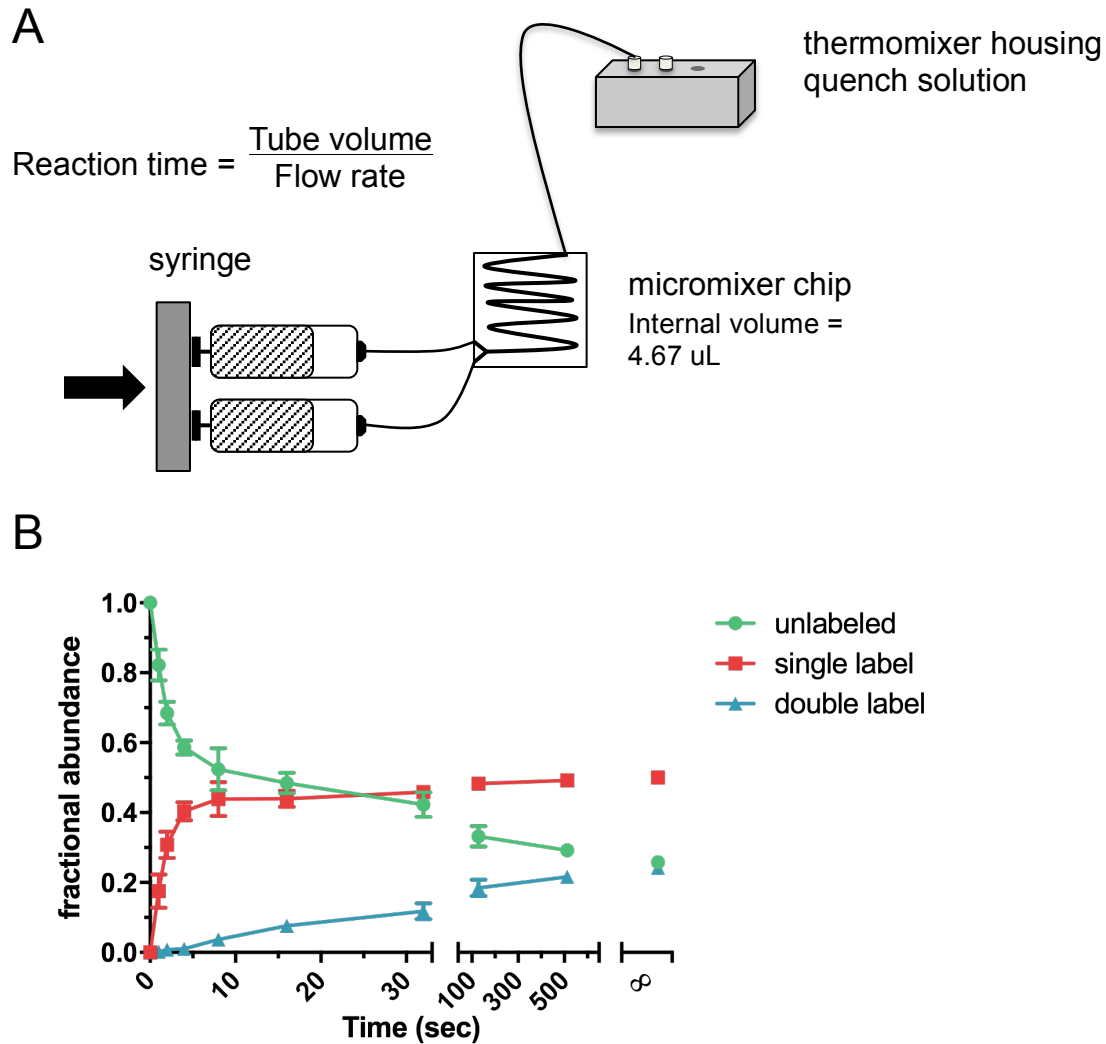 A
thermomixer housing
quench solution
Reaction time = Tube volume
Flow rate
syringe
micromixer chip
Internal volume =
4.67 uL
B
fractional abundance
1.0
0.8
0.6
0.4
0.2
0.0
0
10
20
30
100
300
500
∞
Time (sec)
unlabeled
single label
double label